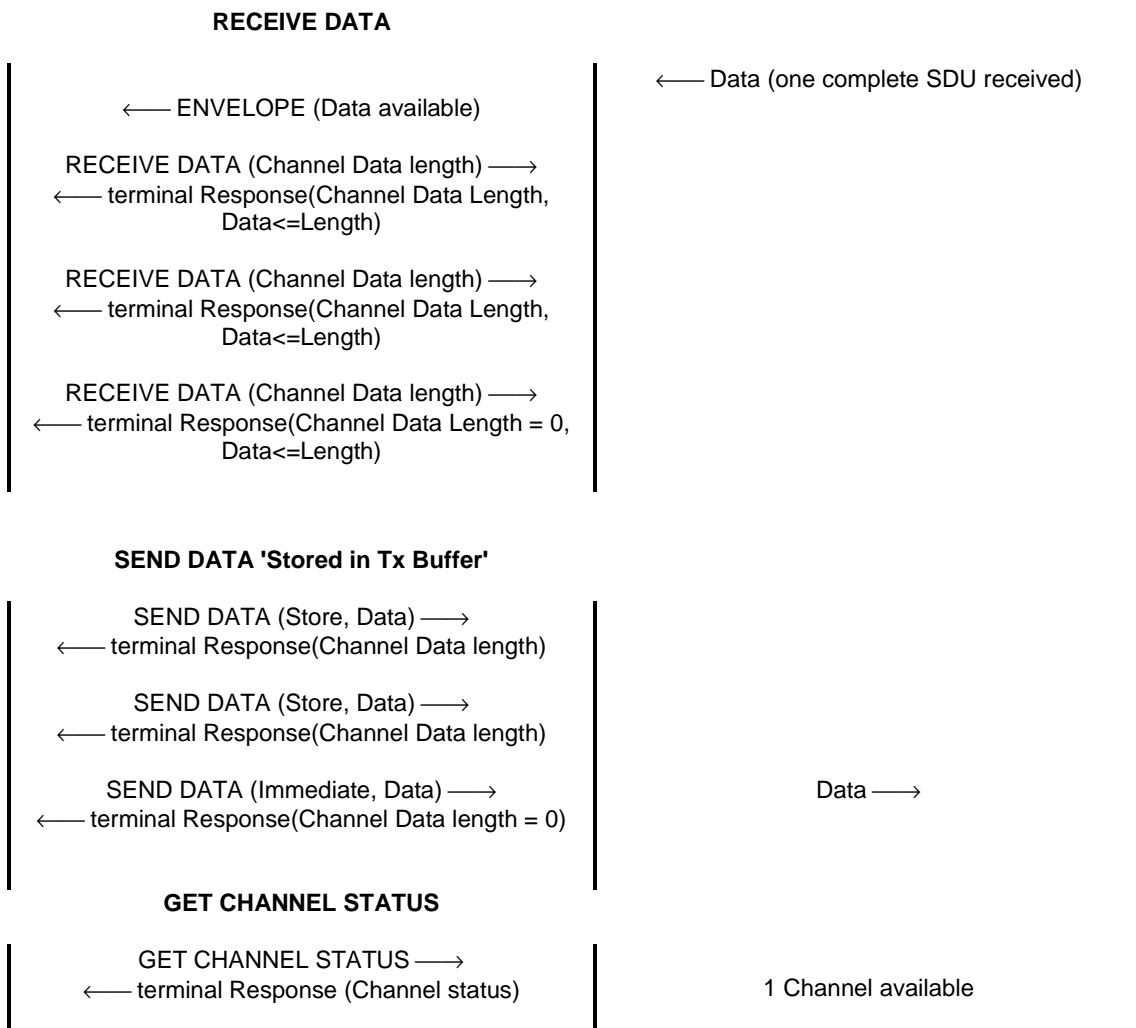 RECEIVE DATA
←── Data (one complete SDU received)
←── ENVELOPE (Data available)
RECEIVE DATA (Channel Data length) ──→
←── terminal Response(Channel Data Length,
Data<=Length)
RECEIVE DATA (Channel Data length) ──→
←── terminal Response(Channel Data Length,
Data<=Length)
RECEIVE DATA (Channel Data length) ──→
←── terminal Response(Channel Data Length = 0,
Data<=Length)
SEND DATA 'Stored in Tx Buffer'
SEND DATA (Store, Data) ──→
←── terminal Response(Channel Data length)
SEND DATA (Store, Data) ──→
←── terminal Response(Channel Data length)
SEND DATA (Immediate, Data) ──→
Data ──→
←── terminal Response(Channel Data length = 0)
GET CHANNEL STATUS
GET CHANNEL STATUS ──→
←── terminal Response (Channel status)
1 Channel available